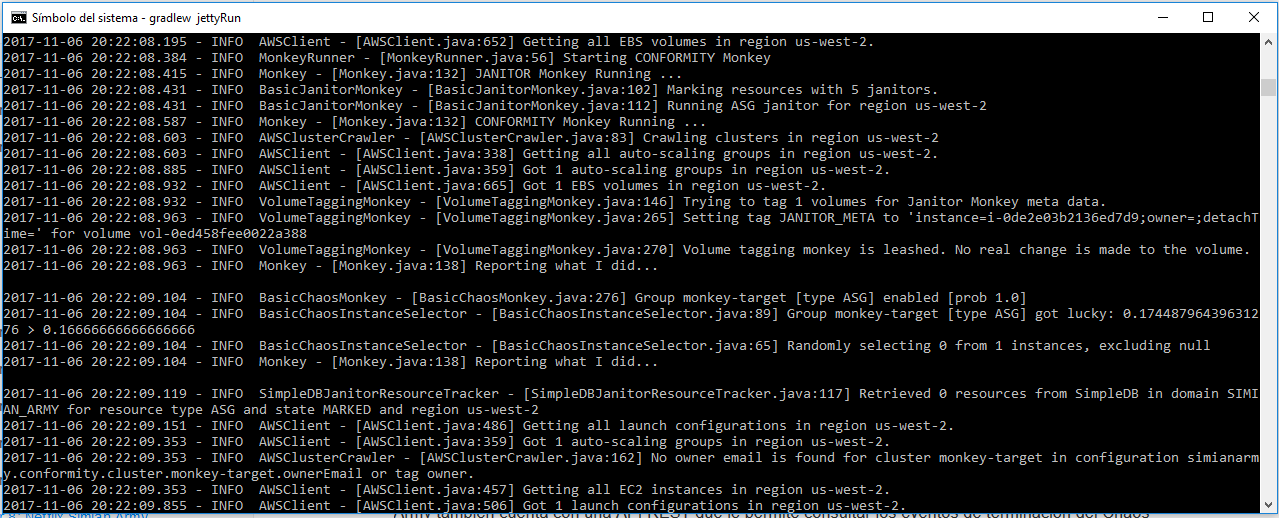 Símbolo del sistema - gradlew jettyRun
2017-11-06 20:22:08.195 - INFO  AWSClient - [AWSClient.java:652] Getting all EBS volumes in region us-west-2.
2017-11-06 20:22:08.384 - INFO  MonkeyRunner - [MonkeyRunner.java:56] Starting CONFORMITY Monkey
2017-11-06 20:22:08.415 - INFO  Monkey - [Monkey.java:132] JANITOR Monkey Running ...
2017-11-06 20:22:08.431 - INFO  BasicJanitorMonkey - [BasicJanitorMonkey.java:102] Marking resources with 5 janitors.
2017-11-06 20:22:08.431 - INFO  BasicJanitorMonkey - [BasicJanitorMonkey.java:112] Running ASG janitor for region us-west-2
2017-11-06 20:22:08.587 - INFO  Monkey - [Monkey.java:132] CONFORMITY Monkey Running ...
2017-11-06 20:22:08.603 - INFO  AWSClusterCrawler - [AWSClusterCrawler.java:83] Crawling clusters in region us-west-2
2017-11-06 20:22:08.603 - INFO  AWSClient - [AWSClient.java:338] Getting all auto-scaling groups in region us-west-2.
2017-11-06 20:22:08.885 - INFO  AWSClient - [AWSClient.java:359] Got 1 auto-scaling groups in region us-west-2.
2017-11-06 20:22:08.932 - INFO  AWSClient - [AWSClient.java:665] Got 1 EBS volumes in region us-west-2.
2017-11-06 20:22:08.932 - INFO  VolumeTaggingMonkey - [VolumeTaggingMonkey.java:146] Trying to tag 1 volumes for Janitor Monkey meta data.
2017-11-06 20:22:08.963 - INFO  VolumeTaggingMonkey - [VolumeTaggingMonkey.java:265] Setting tag JANITOR_META to 'instance=i-0de2e03b2136ed7d9;owner=;detachT
ime=' for volume vol-0ed458fee0022a388
2017-11-06 20:22:08.963 - INFO  VolumeTaggingMonkey - [VolumeTaggingMonkey.java:270] Volume tagging monkey is leashed. No real change is made to the volume.
2017-11-06 20:22:08.963 - INFO  Monkey - [Monkey.java:138] Reporting what I did...
2017-11-06 20:22:09.104 - INFO  BasicChaosMonkey - [BasicChaosMonkey.java:276] Group monkey-target [type ASG] enabled [prob 1.0]
2017-11-06 20:22:09.104 - INFO  BasicChaosInstanceSelector - [BasicChaosInstanceSelector.java:89] Group monkey-target [type ASG] got lucky: 0.174487964396312
76 > 0.16666666666666666
2017-11-06 20:22:09.104 - INFO  BasicChaosInstanceSelector - [BasicChaosInstanceSelector.java:65] Randomly selecting 0 from 1 instances, excluding null
2017-11-06 20:22:09.104 - INFO  Monkey - [Monkey.java:138] Reporting what I did...
2017-11-06 20:22:09.119 - INFO  SimpleDBJanitorResourceTracker - [SimpleDBJanitorResourceTracker.java:117] Retrieved 0 resources from SimpleDB in domain SIMI
AN_ARMY for resource type ASG and state MARKED and region us-west-2
2017-11-06 20:22:09.151 - INFO  AWSClient - [AWSClient.java:486] Getting all launch configurations in region us-west-2.
2017-11-06 20:22:09.353 - INFO  AWSClient - [AWSClient.java:359] Got 1 auto-scaling groups in region us-west-2.
2017-11-06 20:22:09.353 - INFO  AWSClusterCrawler - [AWSClusterCrawler.java:162] No owner email is found for cluster monkey-target in configuration simianarm
y.conformity.cluster.monkey-target.ownerEmail or tag owner.
2017-11-06 20:22:09.353 - INFO  AWSClient - [AWSClient.java:457] Getting all EC2 instances in region us-west-2.
2017-11-06 20:22:09.855 - INFO  AWSClient - [AWSClient.java:506] Got 1 launch configurations in region us-west-2.